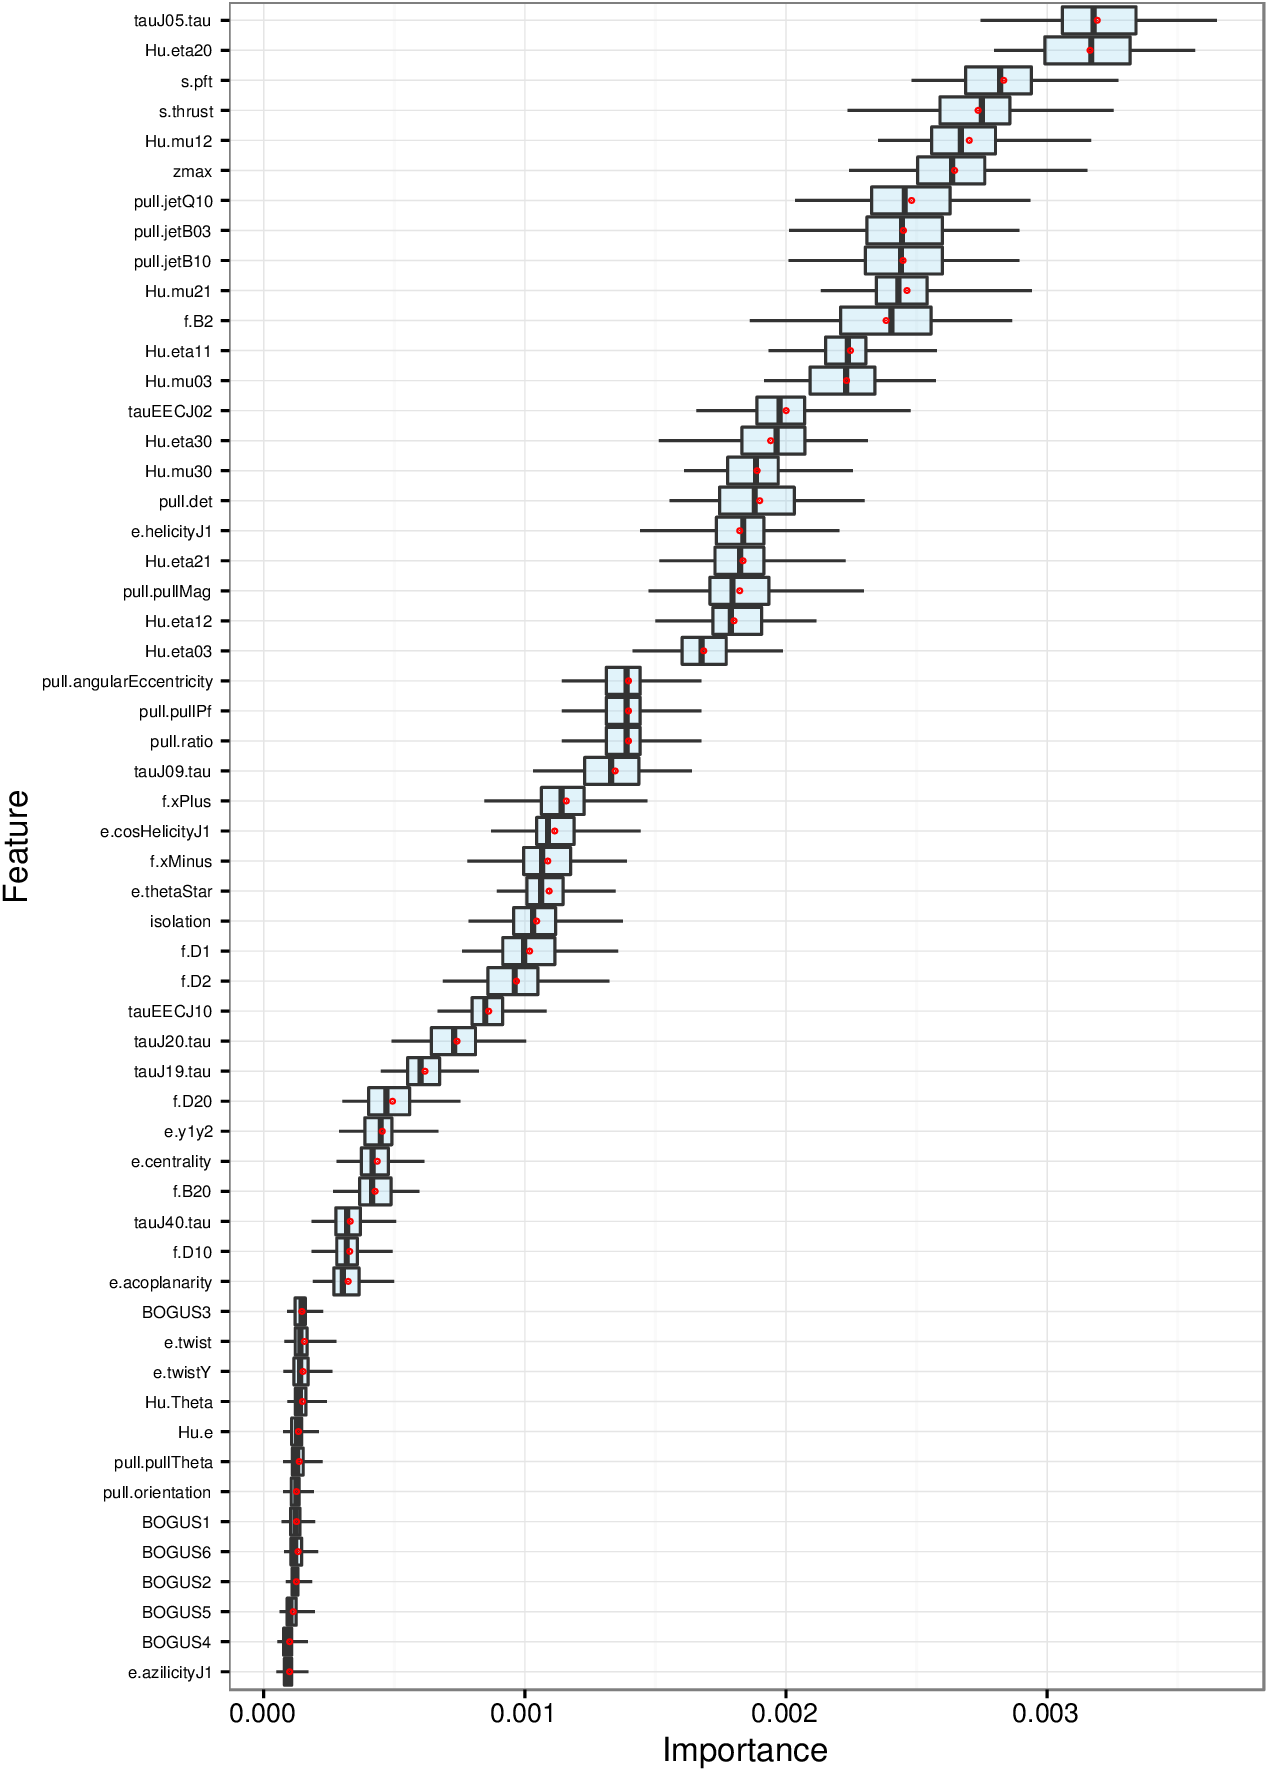 tauJ05.tau
Hu.eta20
s.pft
s.thrust
Hu.mu12
zmax
pull.jetQ10
pull.jetB03
pull.jetB10
Hu.mu21
f.B2
Hu.eta11
Hu.mu03
tauEECJ02
Hu.eta30
Hu.mu30
pull.det
e.helicityJ1
Hu.eta21
pull.pullMag
Hu.eta12
Hu.eta03
pull.angularEccentricity
pull.pullPf
pull.ratio
tauJ09.tau
f.xPlus
e.cosHelicityJ1
f.xMinus
e.thetaStar
isolation
f.D1
f.D2
tauEECJ10
tauJ20.tau
tauJ19.tau
f.D20
e.y1y2
e.centrality
f.B20
tauJ40.tau
f.D10
e.acoplanarity
BOGUS3
e.twist
e.twistY
Hu.Theta
Hu.e
pull.pullTheta
pull.orientation
BOGUS1
BOGUS6
BOGUS2
BOGUS5
BOGUS4
e.azilicityJ1
Feature
0.000 0.001 0.002 0.003
Importance